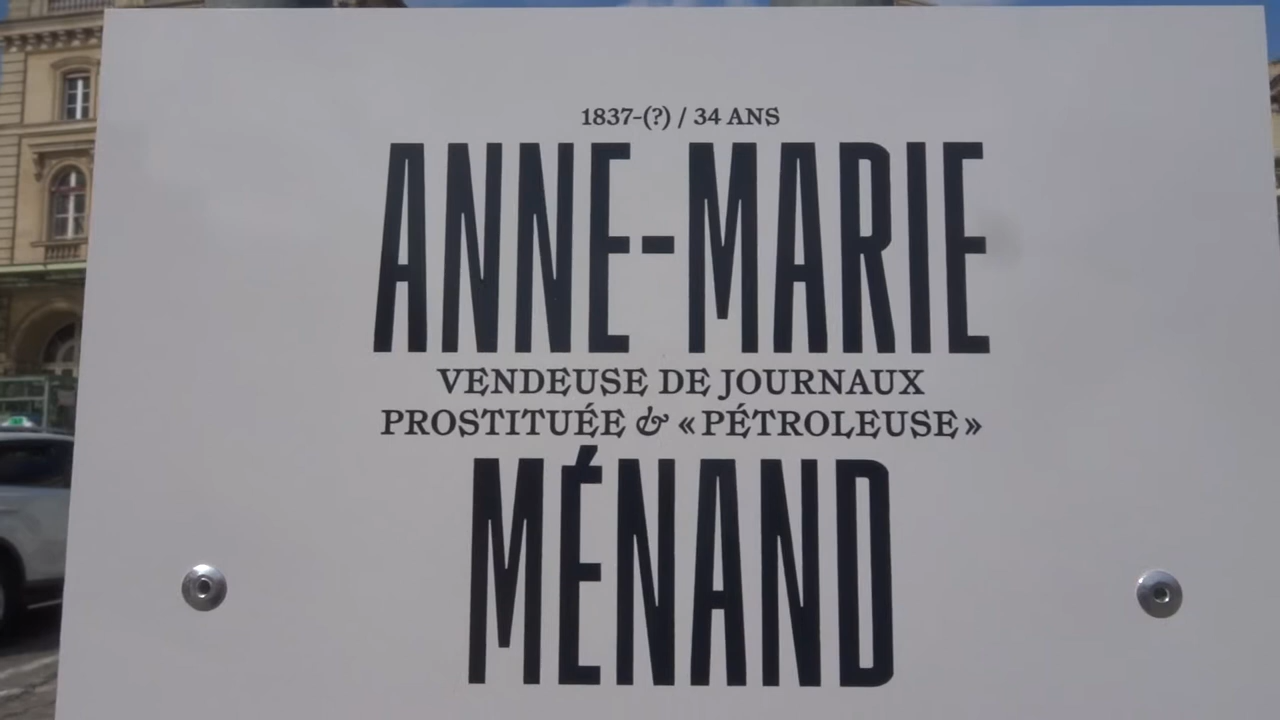 1837-(?) / 34 ANS
ANNE-MARIE
VENDEUSE DE JOURNAUX
PROSTITUÉE & « PÉTROLEUSE »
MÉNAND